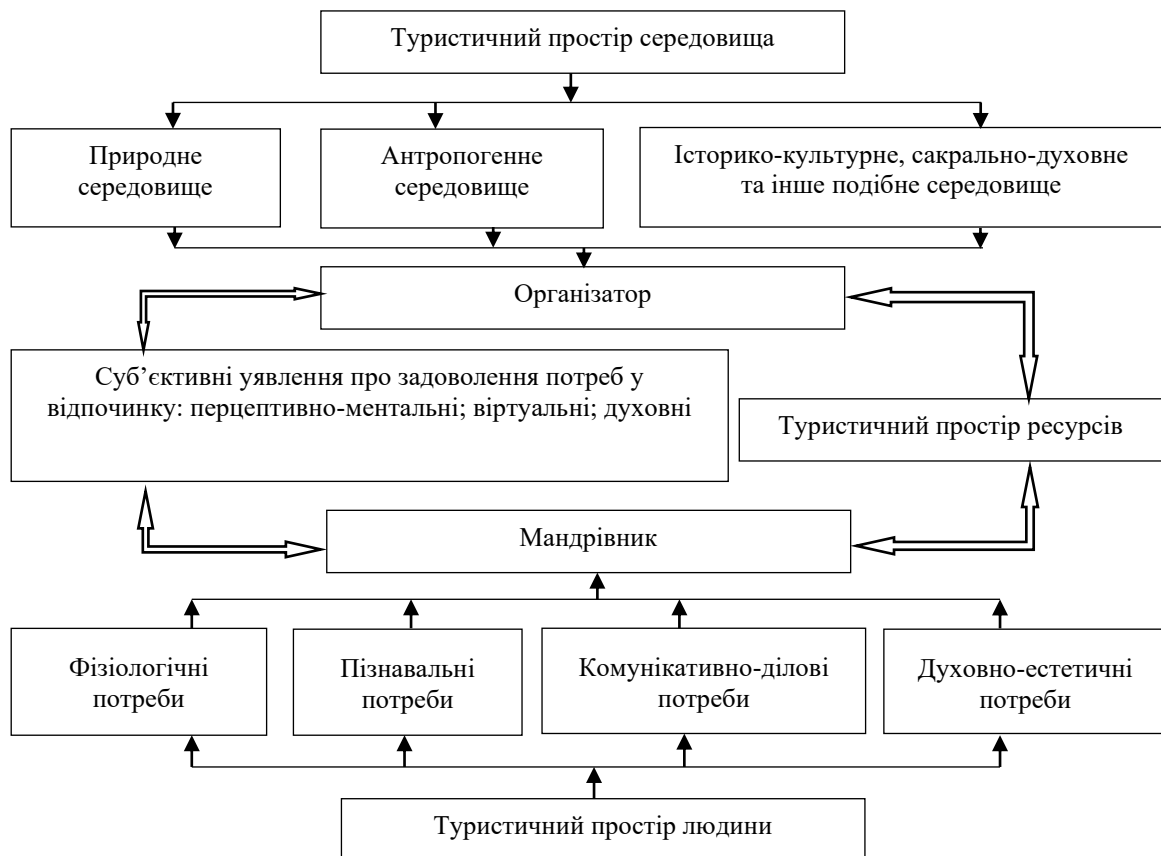 Туристичний простір середовища
Природне
середовище
Антропогенне
середовище
Історико-культурне, сакрально-духовне
та інше подібне середовище
Організатор
Суб’єктивні уявлення про задоволення потреб у
відпочинку: перцептивно-ментальні; віртуальні; духовні
Туристичний простір ресурсів
Мандрівник
Фізіологічні
потреби
Пізнавальні
потреби
Комунікативно-ділові
потреби
Духовно-естетичні
потреби
Туристичний простір людини